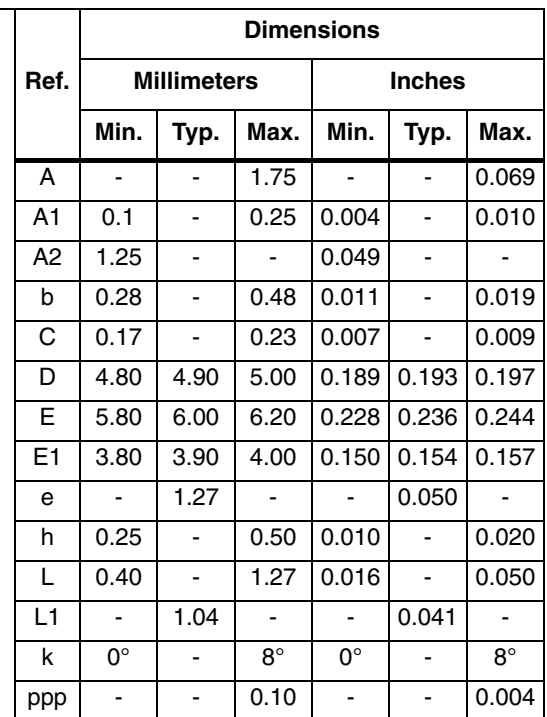 Dimensions
Ref. Millimeters Inches
Min. Typ. Max. Min. Typ. Max.
A - - 1.75 - - 0.069
A1 0.1 - 0.25 0.004 - 0.010
A2 1.25 - - 0.049 - -
b 0.28 - 0.48 0.011 - 0.019
C 0.17 - 0.23 0.007 - 0.009
D 4.80 4.90 5.00 0.189 0.193 0.197
E 5.80 6.00 6.20 0.228 0.236 0.244
E1 3.80 3.90 4.00 0.150 0.154 0.157
e - 1.27 - - 0.050 -
h 0.25 - 0.50 0.010 - 0.020
L 0.40 - 1.27 0.016 - 0.050
L1 - 1.04 - - 0.041 -
k 0° - 8° 0° - 8°
ppp - - 0.10 - - 0.004